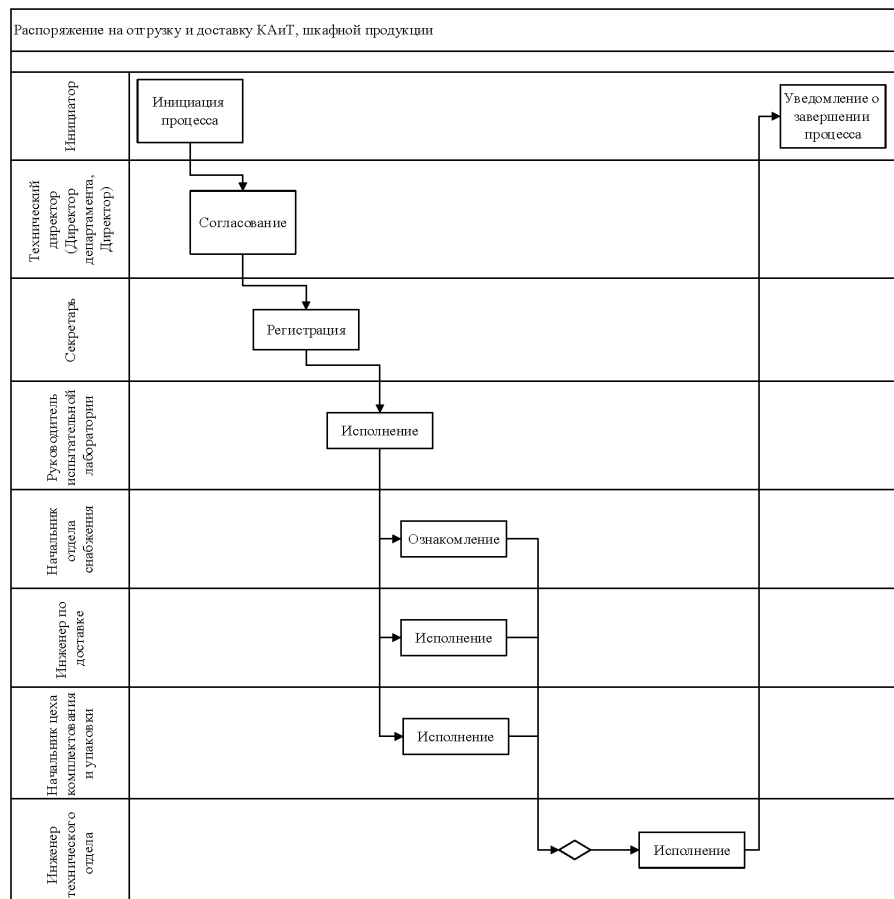 Распоряжение на отгрузку и доставку КАиТ, шкафной продукции
Инициатор
Инициация
процесса
Уведомление о
завершении
процесса
Технический
директор
(Директор
департамента,
Директор)
Согласование
Секретарь
Регистрация
Руководитель
испытательной
лаборатории
Исполнение
Начальник
отдела
снабжения
Ознакомление
Инженер по
доставке
Исполнение
Начальник цеха
комплектования
и упаковки
Исполнение
Инженер
технического
отдела
Исполнение